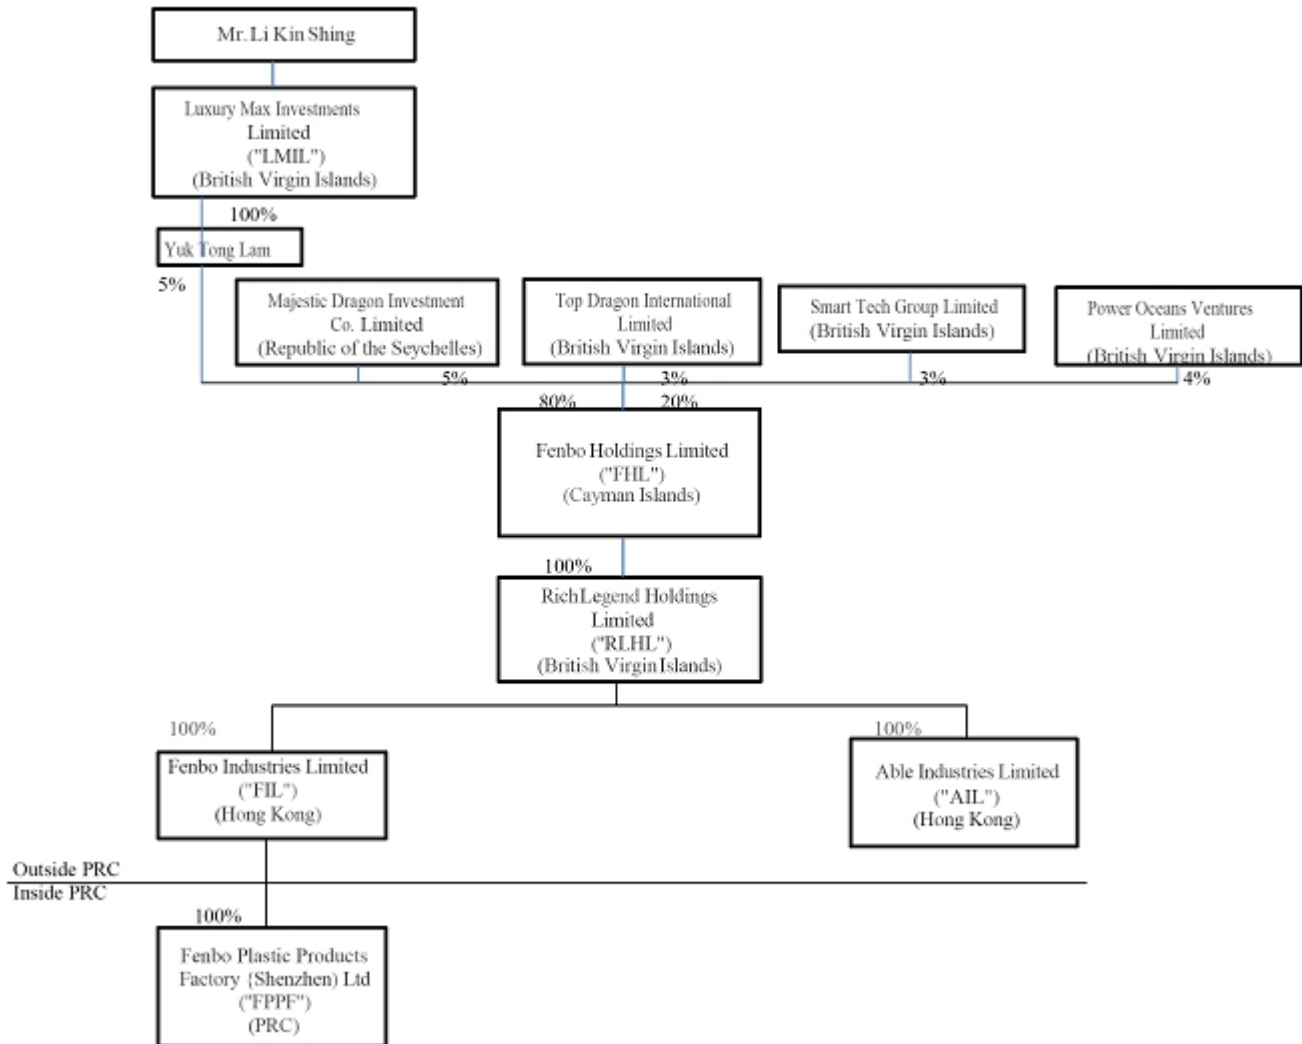 Mr. Li Kin Shing
Luxury Max Investments
Limited
("LMIL")
(British Virgin Islands)
100%
Yuk Tong Lam
5%
Majestic Dragon Investment
Co. Limited
(Republic of the Seychelles)
5%
Top Dragon International
Limited
(British Virgin Islands)
3%
Smart Tech Group Limited
(British Virgin Islands)
3%
Power Oceans Ventures
Limited
(British Virgin Islands)
4%
80%
20%
Fenbo Holdings Limited
("FHL")
(Cayman Islands)
100%
Rich Legend Holdings
Limited
("RLHL")
(British Virgin Islands)
100%
Fenbo Industries Limited
("FIL")
(Hong Kong)
100%
Able Industries Limited
("AIL")
(Hong Kong)
Outside PRC
Inside PRC
100%
Fenbo Plastic Products
Factory {Shenzhen) Ltd
("FPPF")
(PRC)